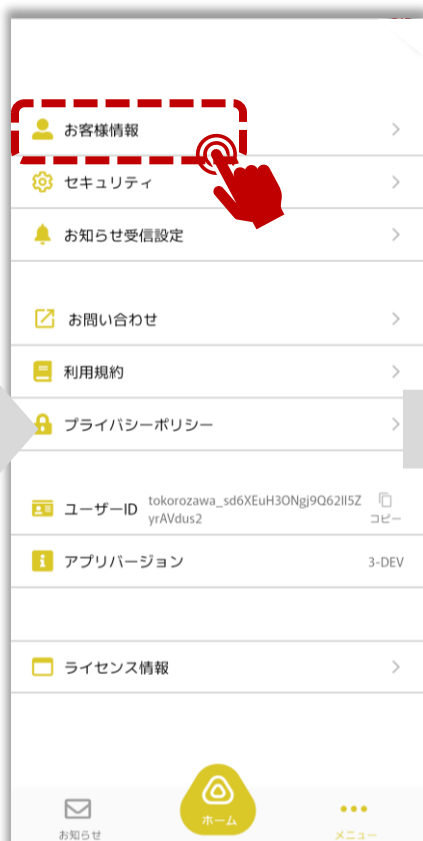 お客様情報
セキュリティ
お知らせ受信設定
お問い合わせ
利用規約
プライバシーポリシー
ユーザーID tokorozawa_sd6XEuH3ONgj9Q62II5Z
yrAVdus2
コピー
アプリバージョン 3-DEV
ライセンス情報
お知らせ
ホーム
メニュー